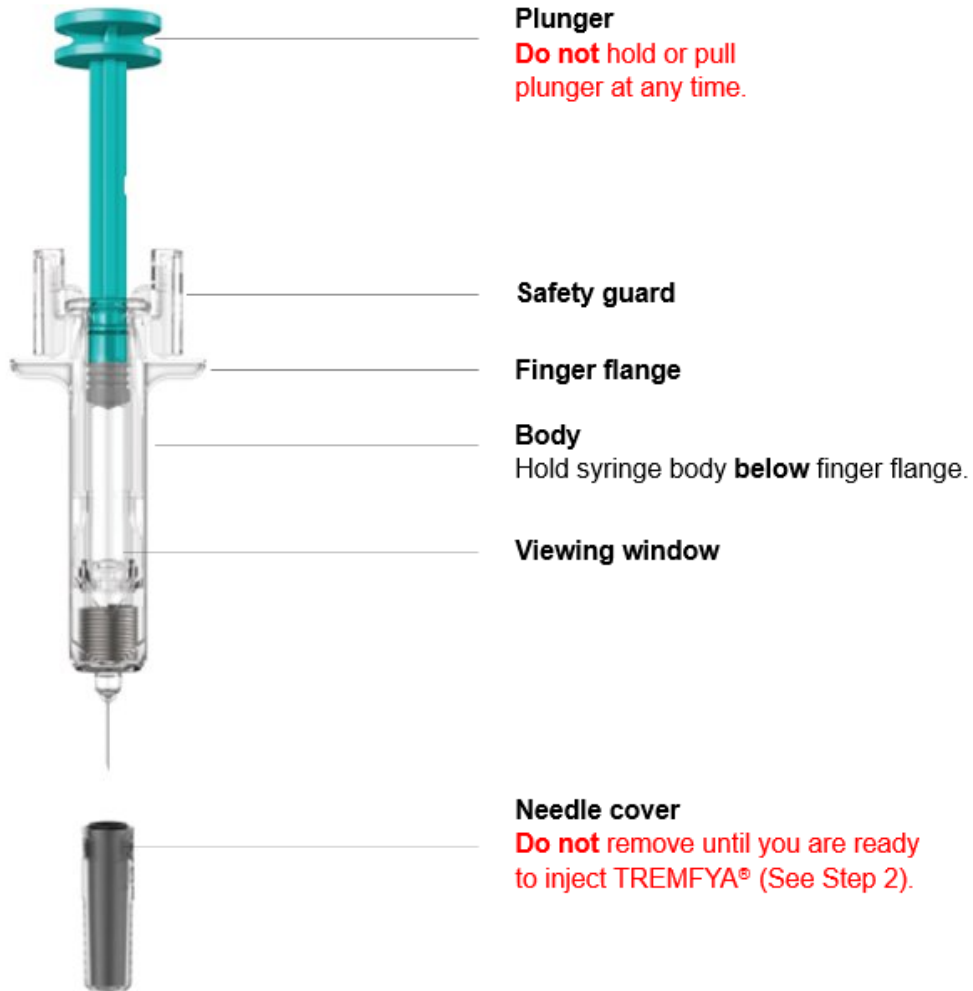 Plunger
Do not hold or pull
plunger at any time.
Safety guard
Finger flange
Body
Hold syringe body below finger flange.
Viewing window
Needle cover
Do not remove until you are ready
to inject TREMFYA® (See Step 2).